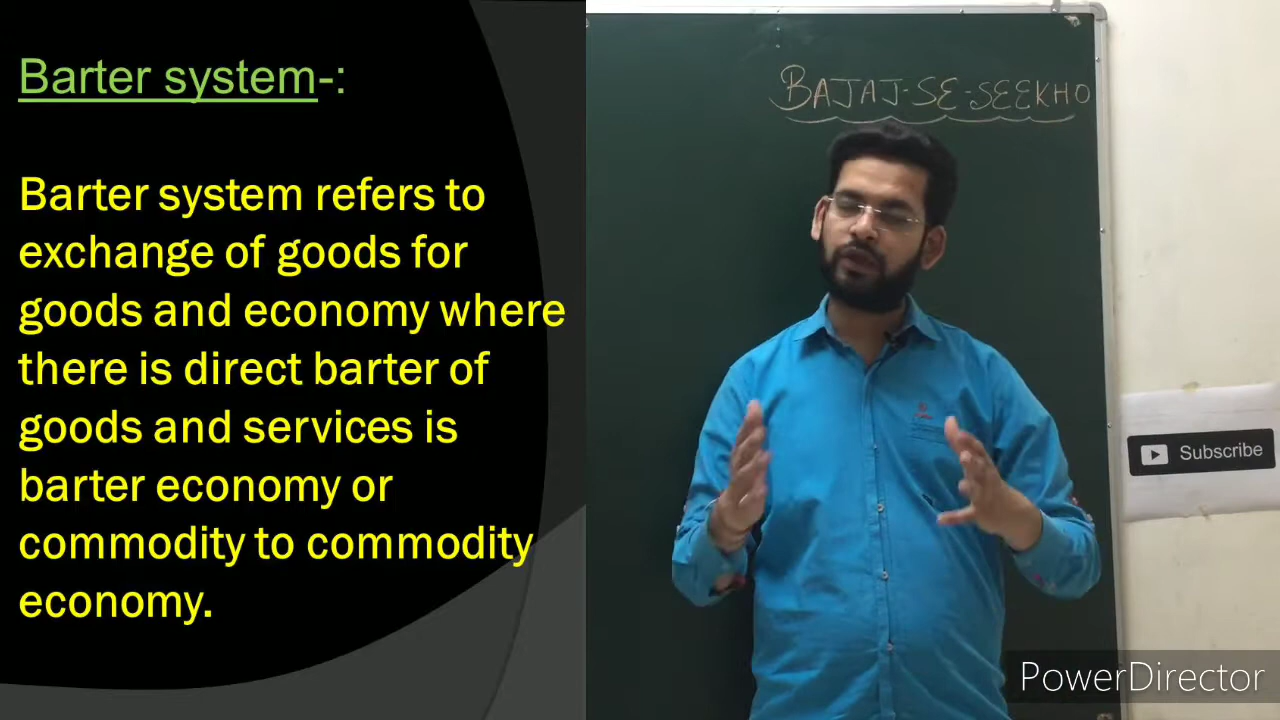 Barter system-:
Barter system refers to
exchange of goods for
goods and economy where
there is direct barter of
goods and services is
barter economy or
commodity to commodity
economy.
BAJAJ-SE-SEEKHO
Subscribe
PowerDirector